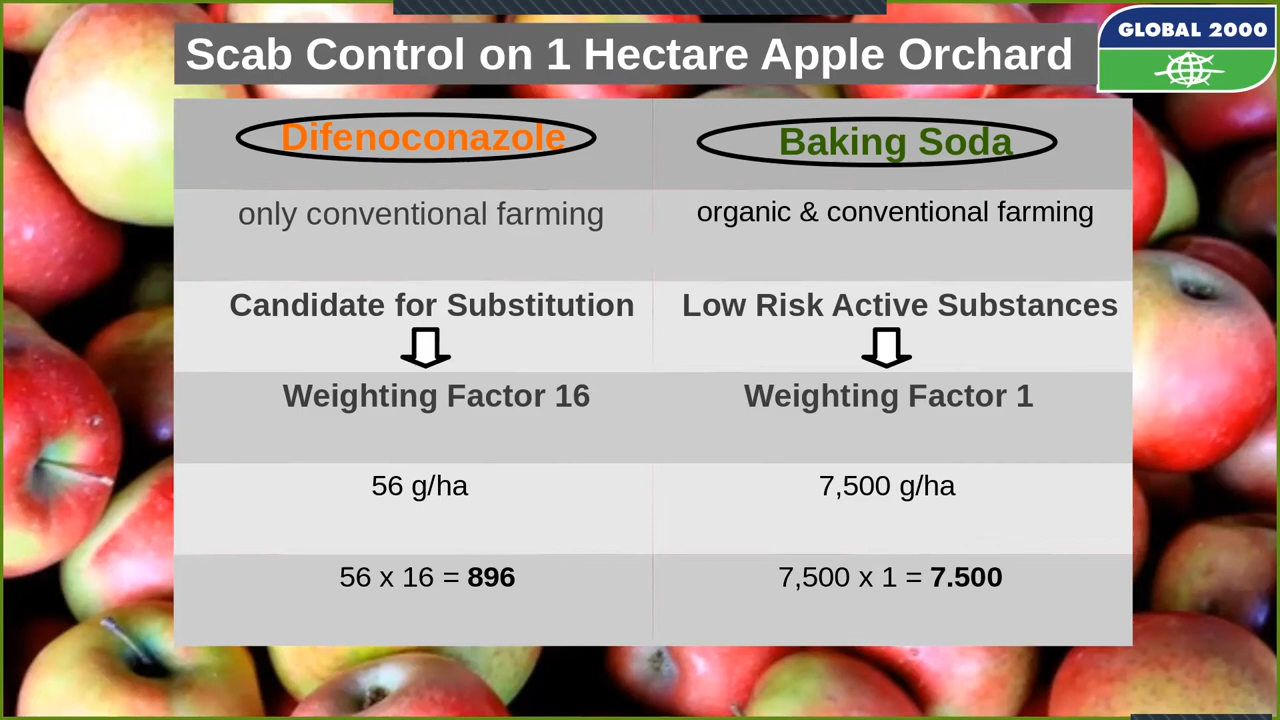 Scab Control on 1 Hectare Apple Orchard
GLOBAL 2000
Difenoconazole
Baking Soda
only conventional farming
organic & conventional farming
Candidate for Substitution
Low Risk Active Substances
Weighting Factor 16
Weighting Factor 1
56 g/ha
7,500 g/ha
56 x 16 = 896
7,500 x 1 = 7.500